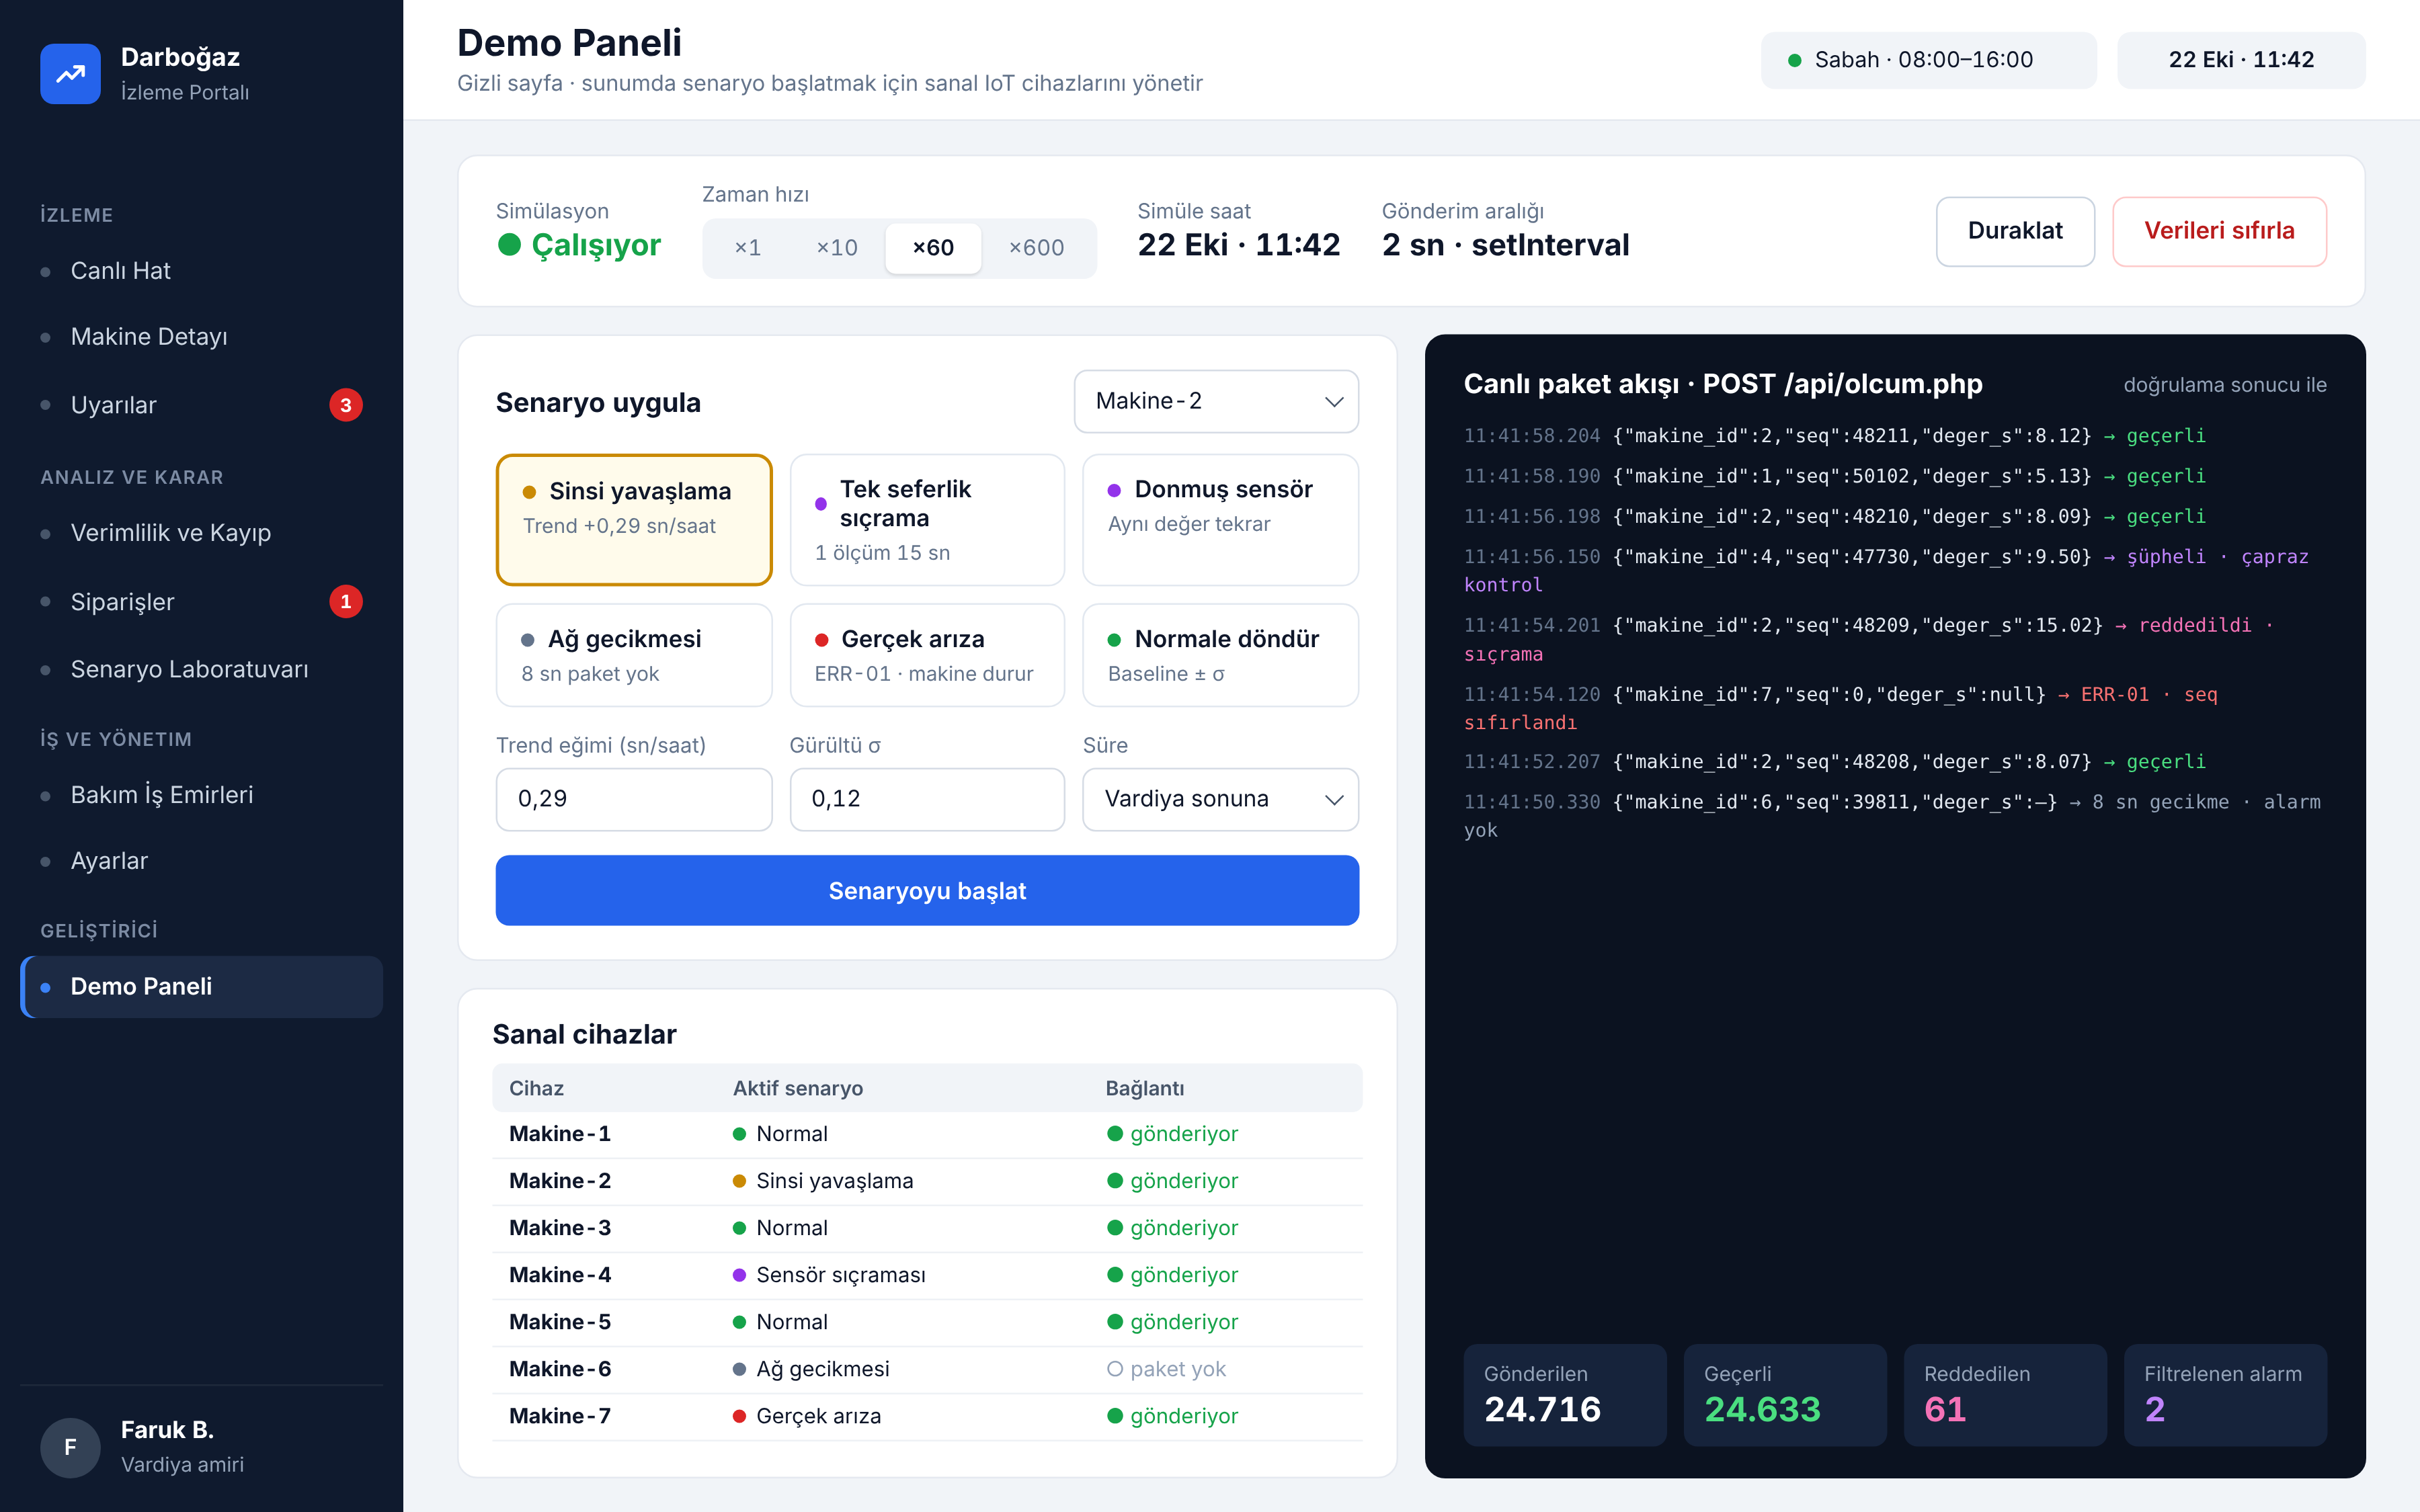 Darboğaz
İzleme Portalı
İZLEME
Canlı Hat
Makine Detayı
Uyarılar 3
ANALIZ VE KARAR
Verimlilik ve Kayıp
Siparişler 1
Senaryo Laboratuvarı
İŞ VE YÖNETIM
Bakım İş Emirleri
Ayarlar
GELİŞTİRİCİ
Demo Paneli
F
Faruk B.
Vardiya amiri
Demo Paneli
Gizli sayfa · sunumda senaryo başlatmak için sanal IoT cihazlarını yönetir
Sabah · 08:00–16:00
22 Eki · 11:42
Simülasyon
Çalışıyor
Zaman hızı
×1 ×10 ×60 ×600
Simüle saat
22 Eki · 11:42
Gönderim aralığı
2 sn · setInterval
Duraklat
Verileri sıfırla
Senaryo uygula
Makine-2
Sinsi yavaşlama
Trend +0,29 sn/saat
Tek seferlik
sıçrama
1 ölçüm 15 sn
Donmuş sensör
Aynı değer tekrar
Ağ gecikmesi
8 sn paket yok
Gerçek arıza
ERR-01 · makine durur
Normale döndür
Baseline ± σ
Trend eğimi (sn/saat)
0,29
Gürültü σ
0,12
Süre
Vardiya sonuna
Senaryoyu başlat
Sanal cihazlar
Cihaz Aktif senaryo Bağlantı
Makine-1 Normal gönderiyor
Makine-2 Sinsi yavaşlama gönderiyor
Makine-3 Normal gönderiyor
Makine-4 Sensör sıçraması gönderiyor
Makine-5 Normal gönderiyor
Makine-6 Ağ gecikmesi paket yok
Makine-7 Gerçek arıza gönderiyor
Canlı paket akışı · POST /api/olcum.php
doğrulama sonucu ile
11:41:58.204 {"makine_id":2,"seq":48211,"deger_s":8.12} → geçerli
11:41:58.190 {"makine_id":1,"seq":50102,"deger_s":5.13} → geçerli
11:41:56.198 {"makine_id":2,"seq":48210,"deger_s":8.09} → geçerli
11:41:56.150 {"makine_id":4,"seq":47730,"deger_s":9.50} → şüpheli · çapraz
kontrol
11:41:54.201 {"makine_id":2,"seq":48209,"deger_s":15.02} → reddedildi ·
sıçrama
11:41:54.120 {"makine_id":7,"seq":0,"deger_s":null} → ERR-01 · seq
sıfırlandı
11:41:52.207 {"makine_id":2,"seq":48208,"deger_s":8.07} → geçerli
11:41:50.330 {"makine_id":6,"seq":39811,"deger_s":—} → 8 sn gecikme · alarm
yok
Gönderilen
24.716
Geçerli
24.633
Reddedilen
61
Filtrelenen alarm
2